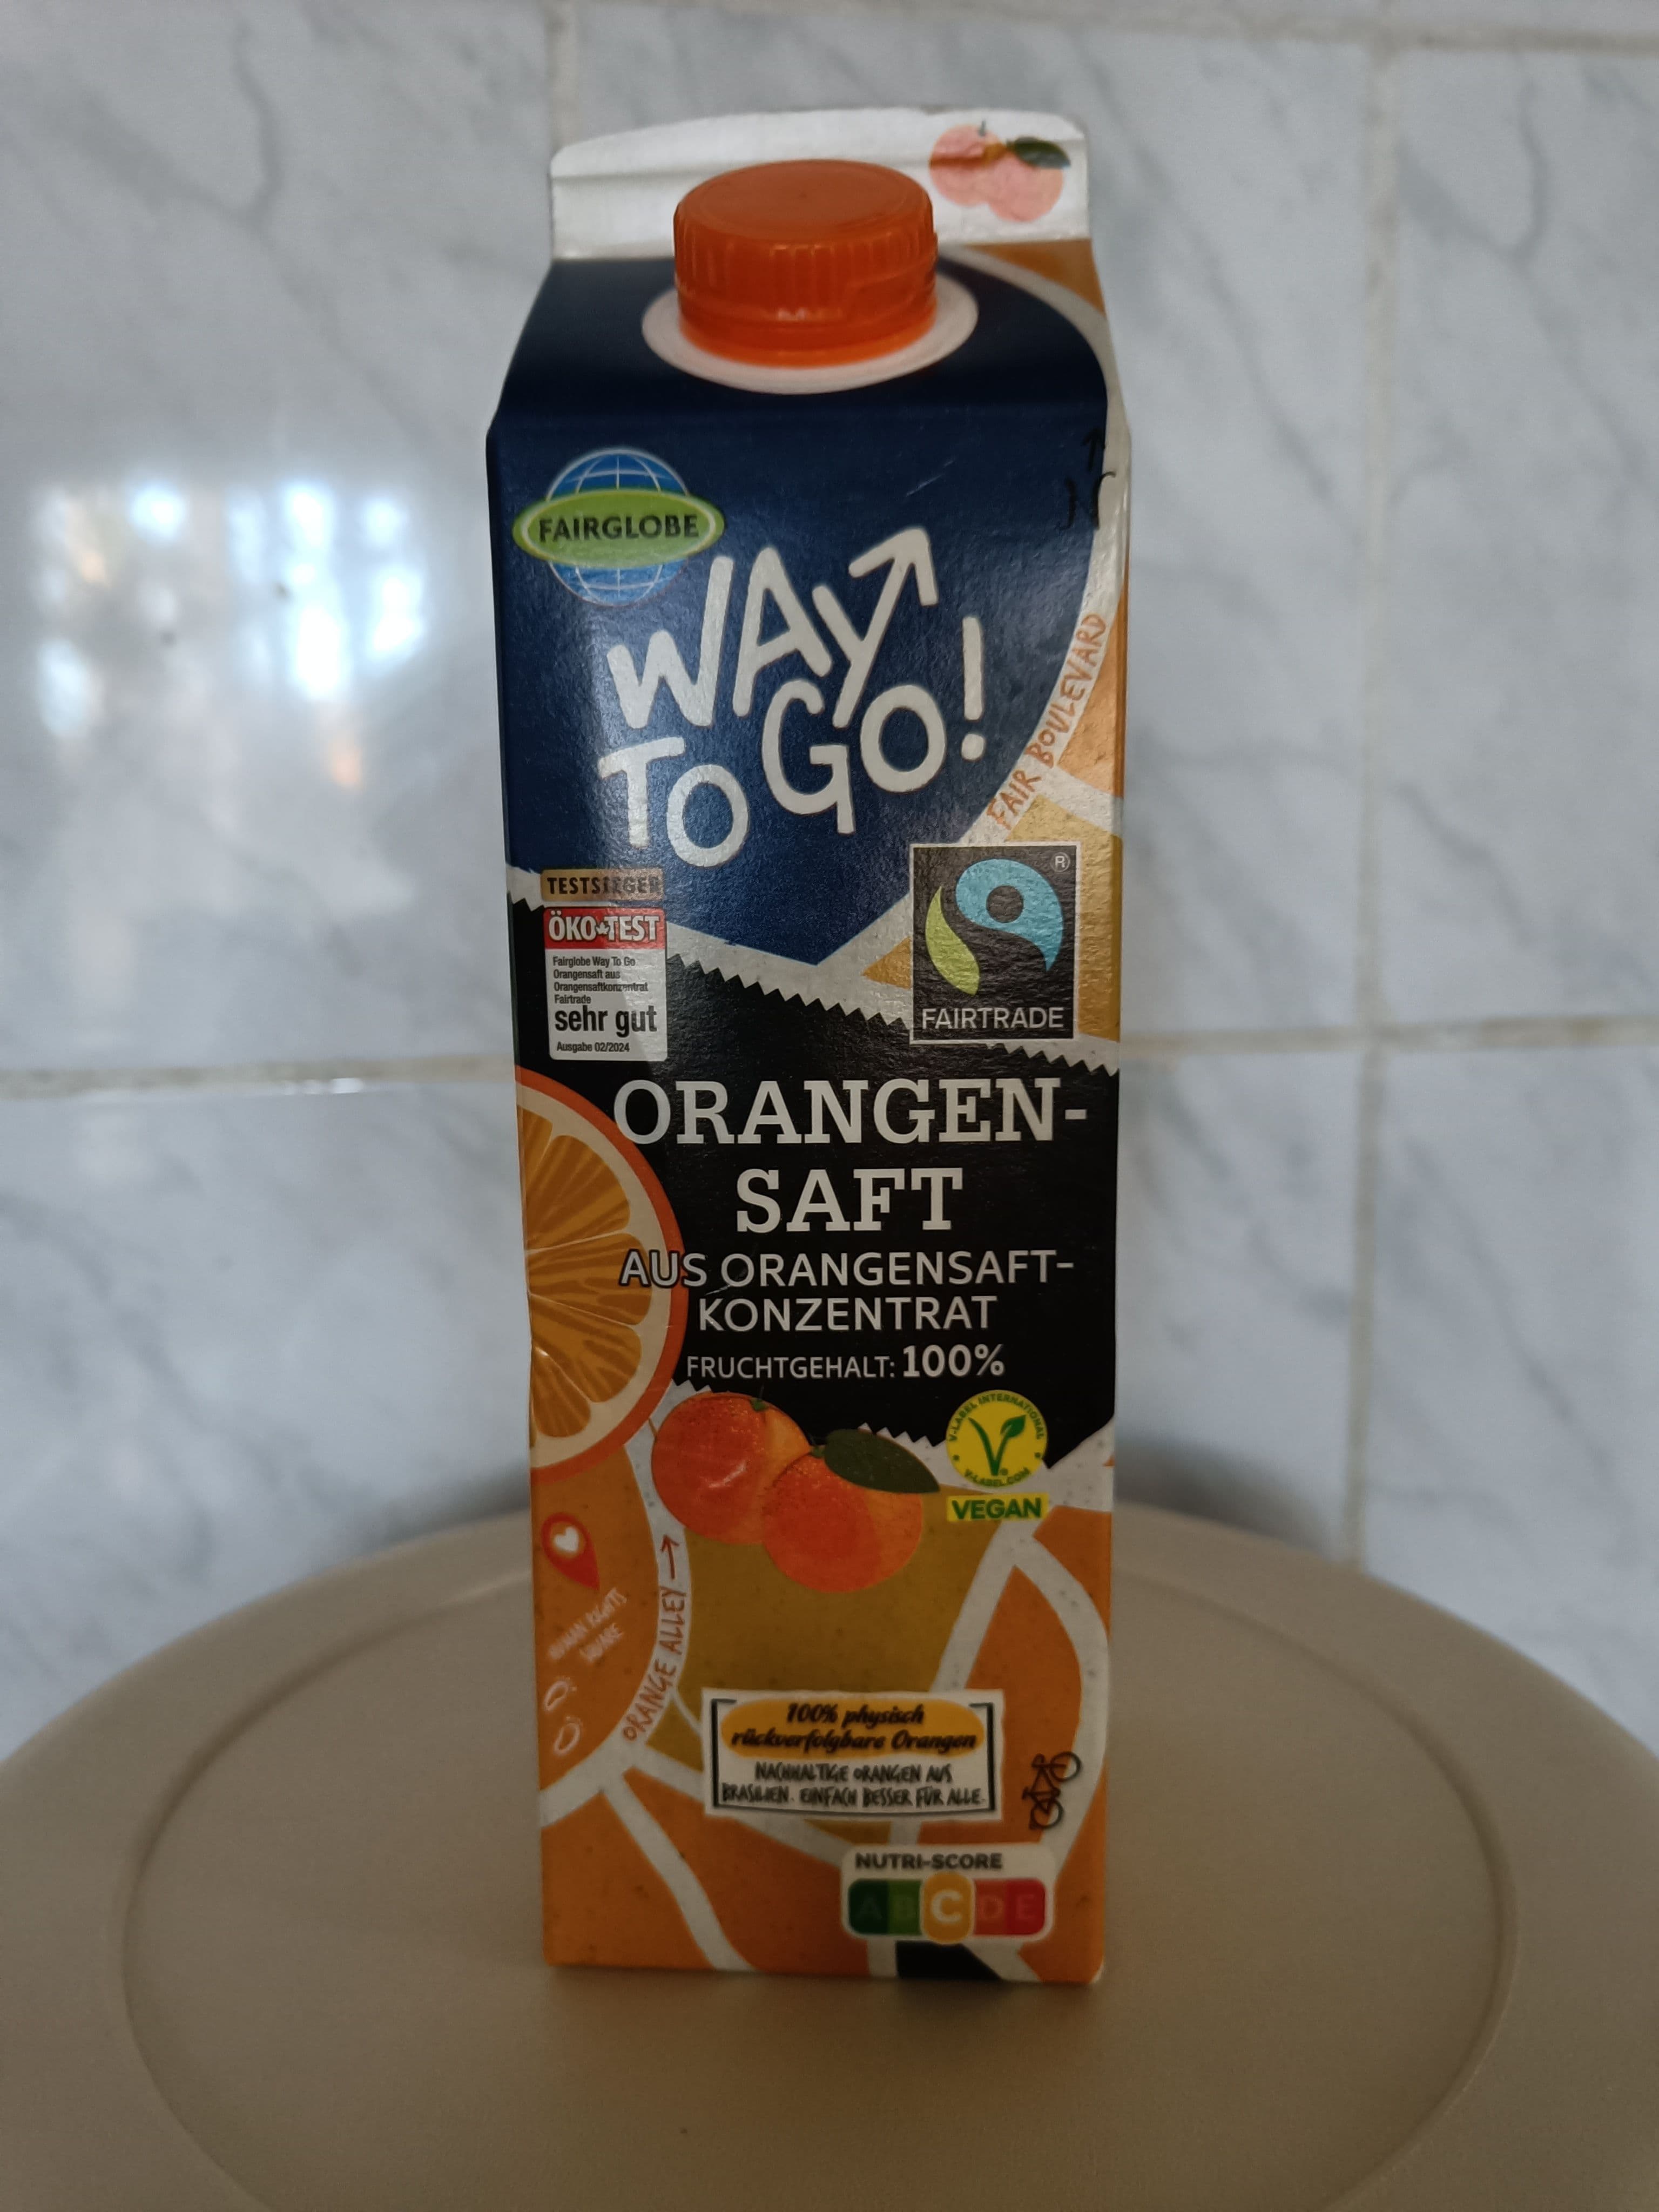 FAIRGLOBE
WAY
TO GO!
FAIR BOULEVARD
N
TESTSIEGER
ÖKO-TEST
Fairglobe Way To Go
Orangensaft aus
Orangensaftkonzentrat
Fairtrade
sehr gut
Ausgabe 02/2024
®
FAIRTRADE
ORANGEN-
SAFT
AUS ORANGENSAFT-
KONZENTRAT
FRUCHTGEHALT: 100%
V-LABEL INTERNATIONAL
V-LABEL.COM
VEGAN
HUMAN RIGHTS
SQUARE
ORANGE ALLEY
100% physisch
rückverfolgbare Orangen
NACHHALTIGE ORANGEN AUS
BRASILIEN. EINFACH BESSER FÜR ALLE.
NUTRI-SCORE
A B C D E